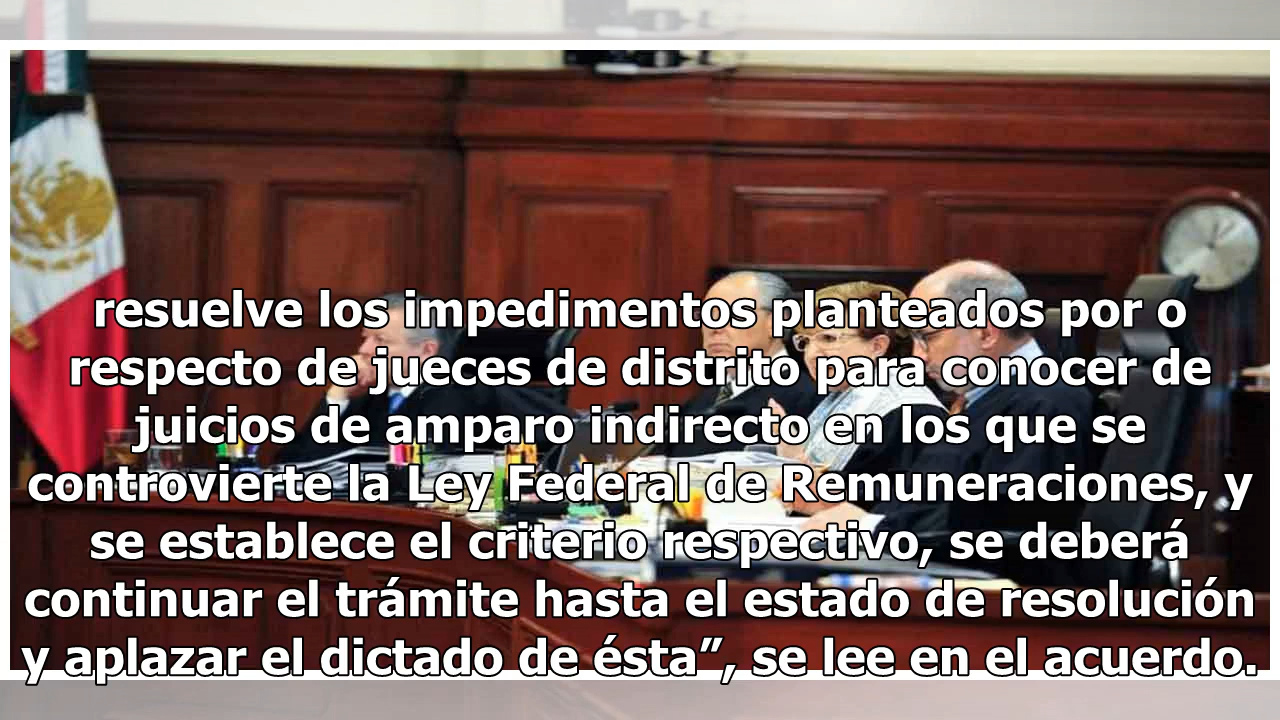 resuelve los impedimentos planteados por o
respecto de jueces de distrito para conocer de
juicios de amparo indirecto en los que se
controvierte la Ley Federal de Remuneraciones, y
se establece el criterio respectivo, se deberá
continuar el trámite hasta el estado de resolución
y aplazar el dictado de ésta”, se lee en el acuerdo.